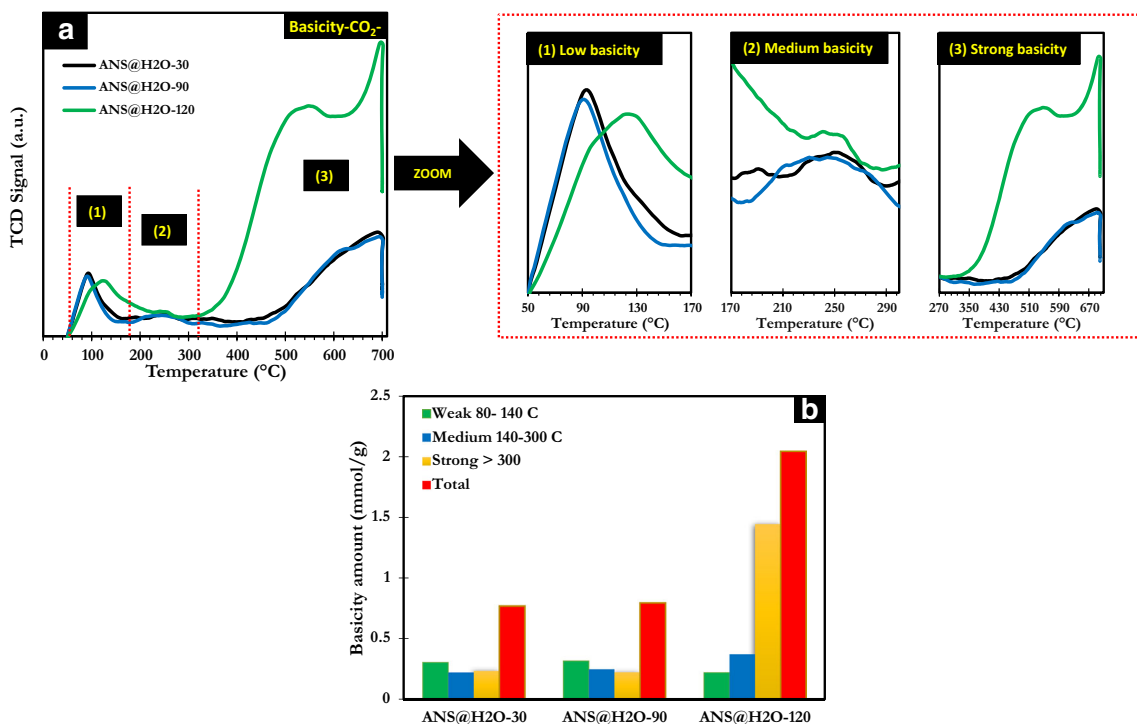 a
Basicity-CO2-
ANS@H2O-30
ANS@H2O-90
ANS@H2O-120
TCD Signal (a.u.)
(1)
(2)
(3)
0 100 200 300 400 500 600 700
Temperature (°C)
ZOOM
(1) Low basicity
50 70 90 110 130 150 170
Temperature (°C)
(2) Medium basicity
170 210 250 290
Temperature (°C)
(3) Strong basicity
270 350 430 510 590 670
Temperature (°C)
b
Weak 80- 140 C
Medium 140-300 C
Strong > 300
Total
Basicity amount (mmol/g)
2.5
2
1.5
1
0.5
0
ANS@H2O-30 ANS@H2O-90 ANS@H2O-120